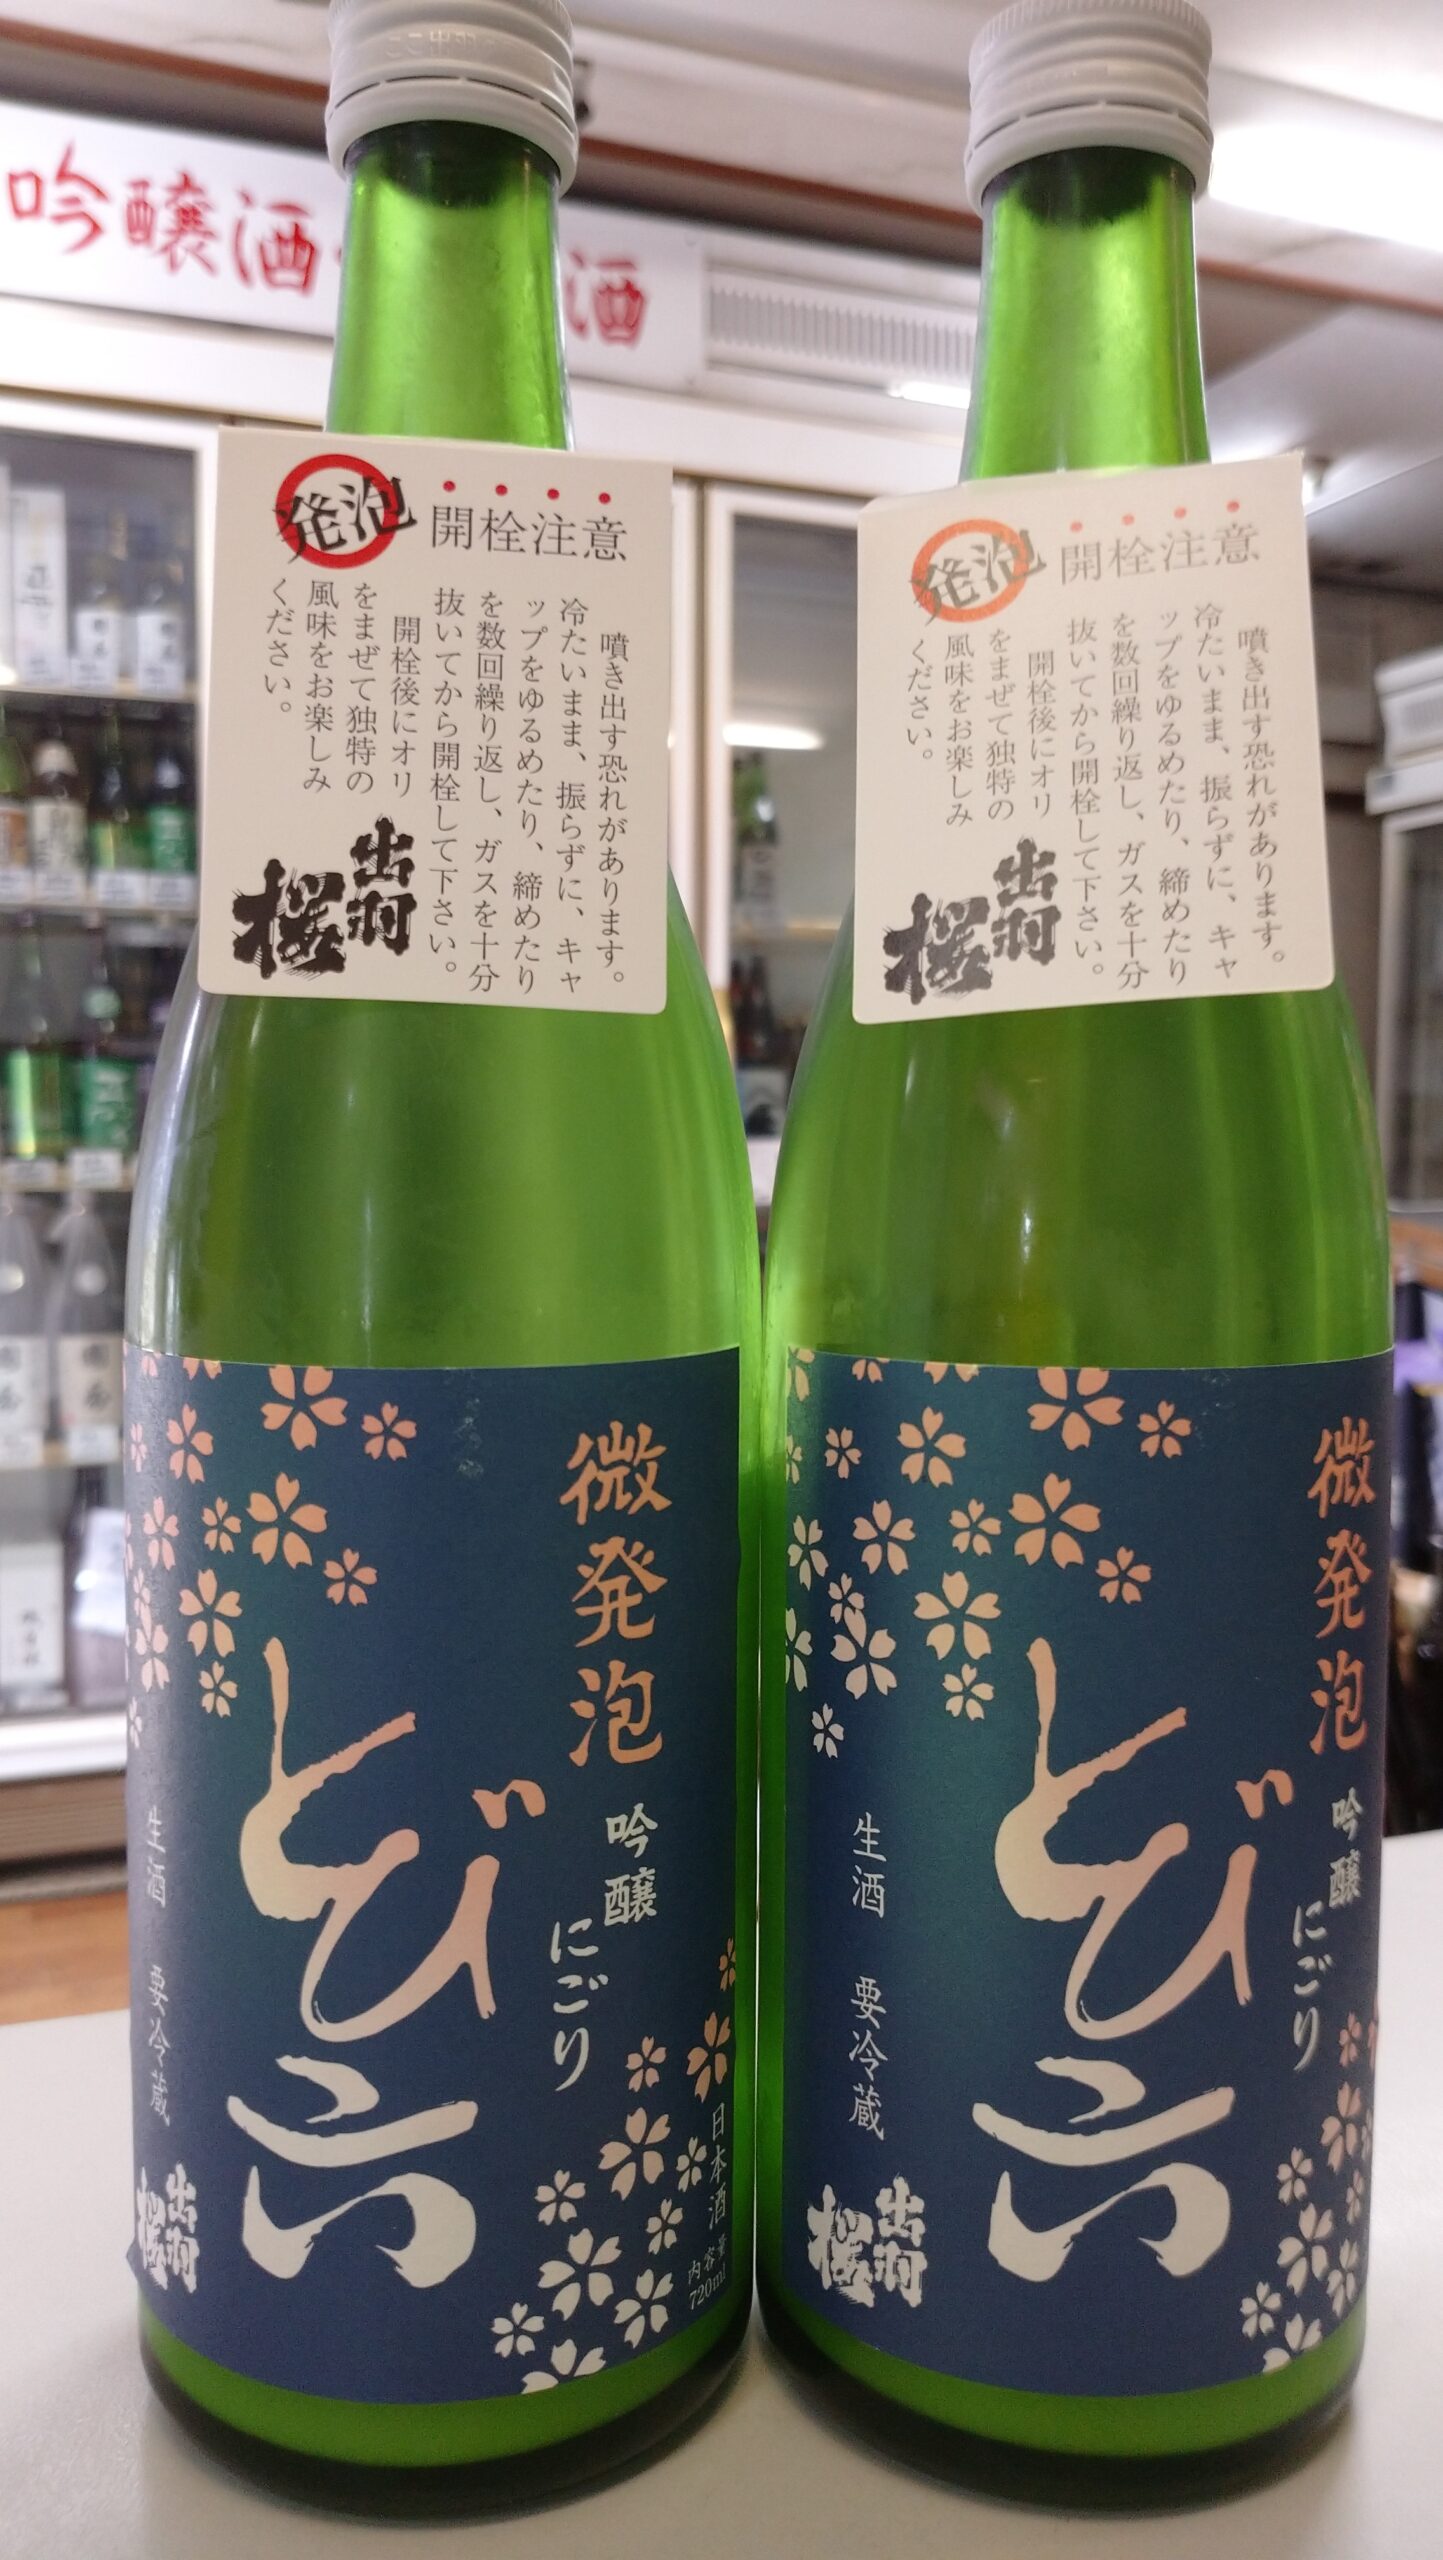 吟醸酒
酒
発泡
開栓注意
噴き出す恐れがあります。
冷たいまま、振らずに、キャ
ップをゆるめたり、締めたり
を数回繰り返し、ガスを十分
抜いてから開栓して下さい。
開栓後にオリ
をまぜて独特の
風味をお楽しみ
ください。
出羽桜
発泡
開栓注意
噴き出す恐れがあります。
冷たいまま、振らずに、キャ
ップをゆるめたり、締めたり
を数回繰り返し、ガスを十分
抜いてから開栓して下さい。
開栓後にオリ
をまぜて独特の
風味をお楽しみ
ください。
出羽桜
微発泡
吟醸
にごり
とび六
生酒 要冷蔵
出羽桜
日本酒
内容量
720ml
微発泡
吟醸
にごり
とび六
生酒 要冷蔵
出羽桜